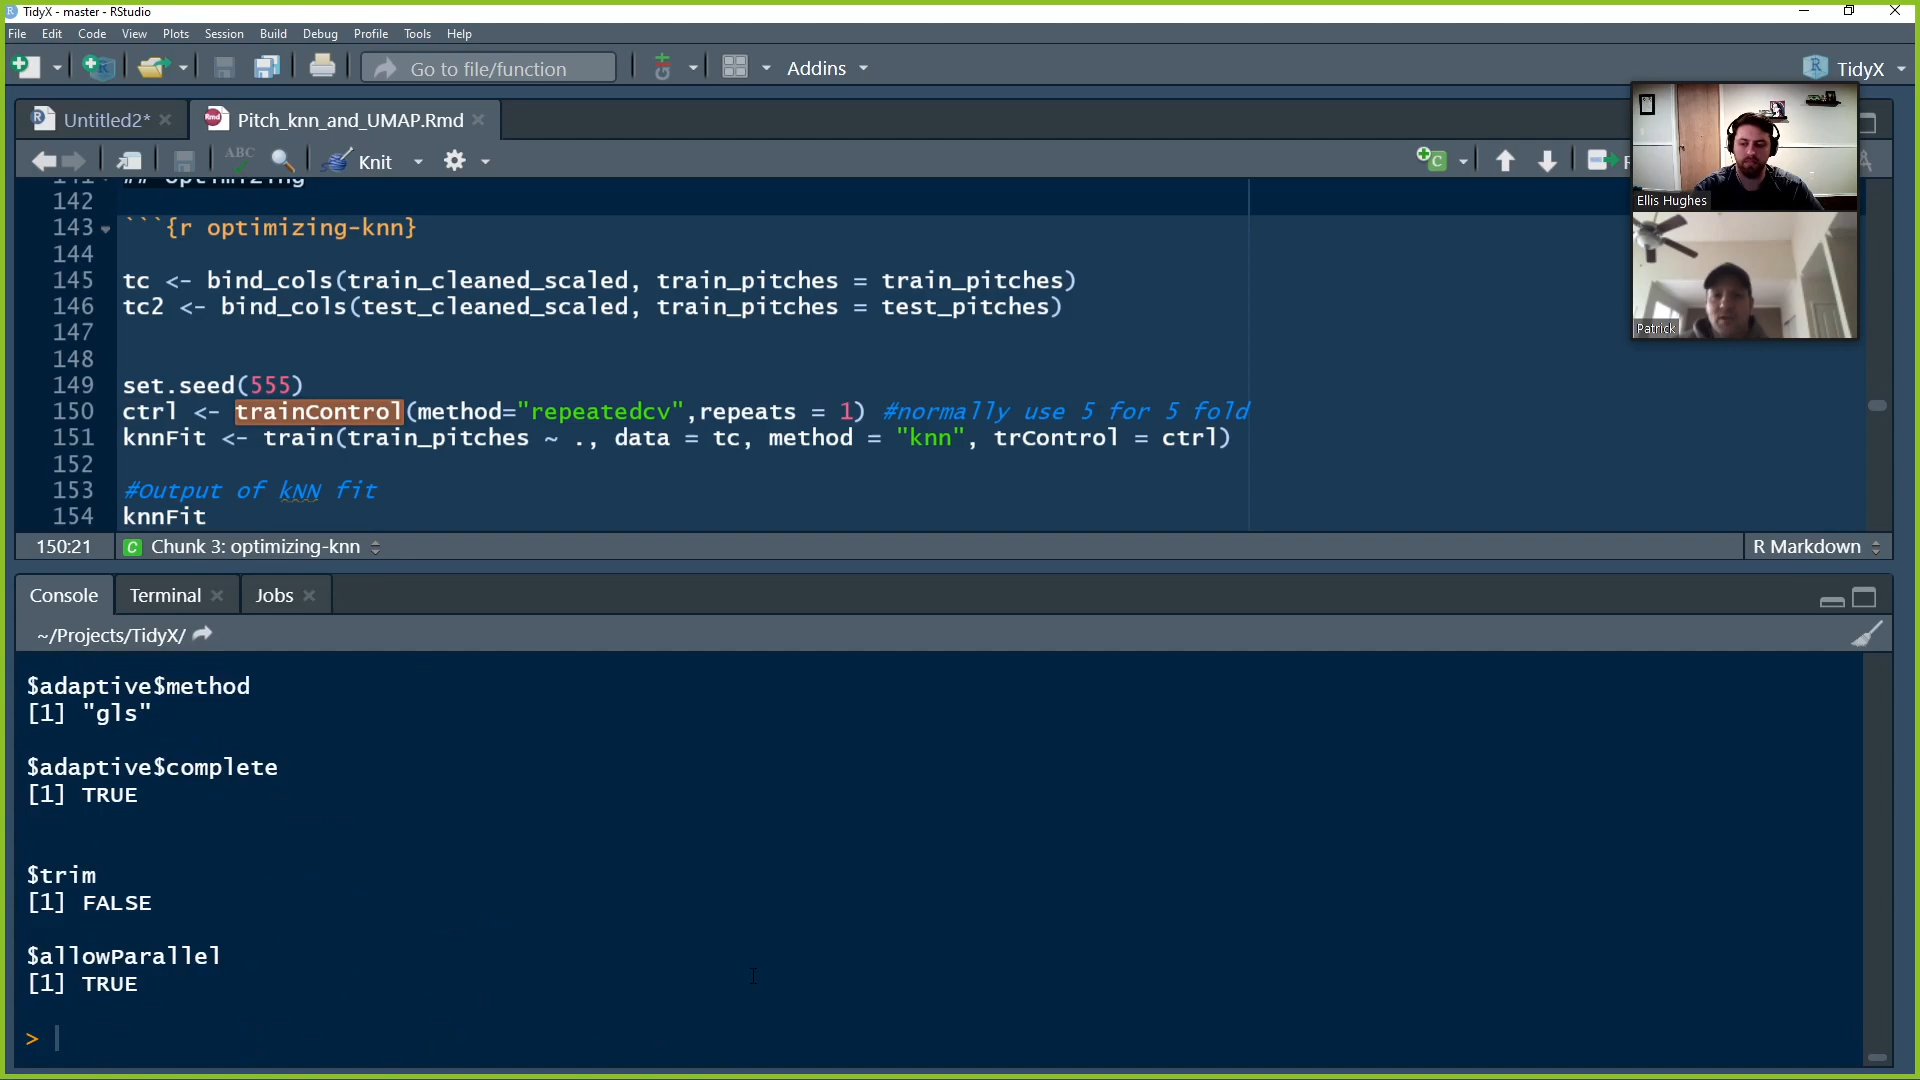 TidyX - master - RStudio
File Edit Code View Plots Session Build Debug Profile Tools Help
Go to file/function
Addins
TidyX
Untitled2*
Pitch_knn_and_UMAP.Rmd
ABC
Knit
142
143 ```{r optimizing-knn}
144
145 tc <- bind_cols(train_cleaned_scaled, train_pitches = train_pitches)
146 tc2 <- bind_cols(test_cleaned_scaled, train_pitches = test_pitches)
147
148
149 set.seed(555)
150 ctrl <- trainControl(method="repeatedcv",repeats = 1) #normally use 5 for 5 fold
151 knnFit <- train(train_pitches ~ ., data = tc, method = "knn", trControl = ctrl)
152
153 #Output of kNN fit
154 knnFit
150:21
Chunk 3: optimizing-knn
R Markdown
Ellis Hughes
Patrick
Console
Terminal
Jobs
~/Projects/TidyX/
$adaptive$method
[1] "gls"
$adaptive$complete
[1] TRUE
$trim
[1] FALSE
$allowParallel
[1] TRUE
>